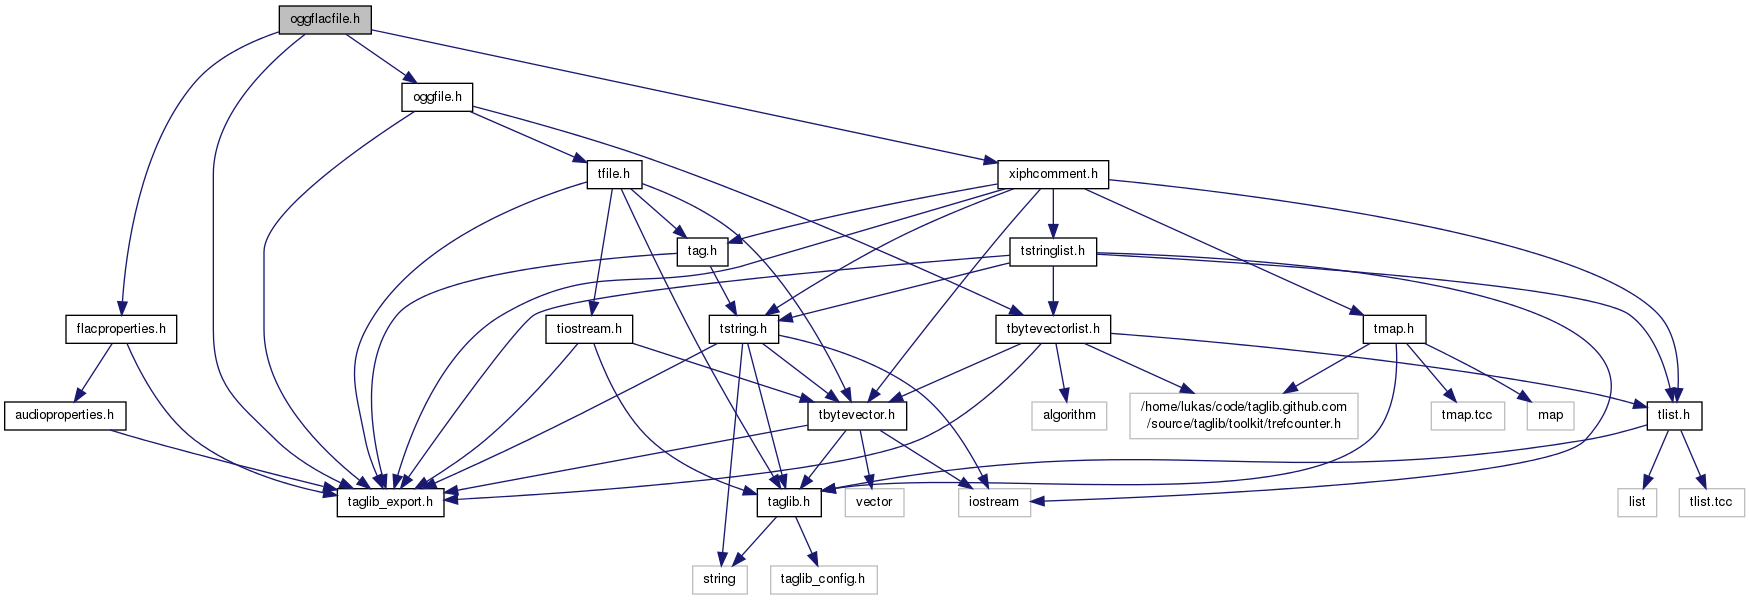 oggflacfile.h
oggfile.h
tfile.h
xiphcomment.h
tag.h
tstringlist.h
flacproperties.h
tiostream.h
tstring.h
tbytevectorlist.h
tmap.h
audioproperties.h
tbytevector.h
algorithm
/home/lukas/code/taglib.github.com
/source/taglib/toolkit/trefcounter.h
tmap.tcc
map
tlist.h
taglib_export.h
taglib.h
vector
iostream
list
tlist.tcc
string
taglib_config.h